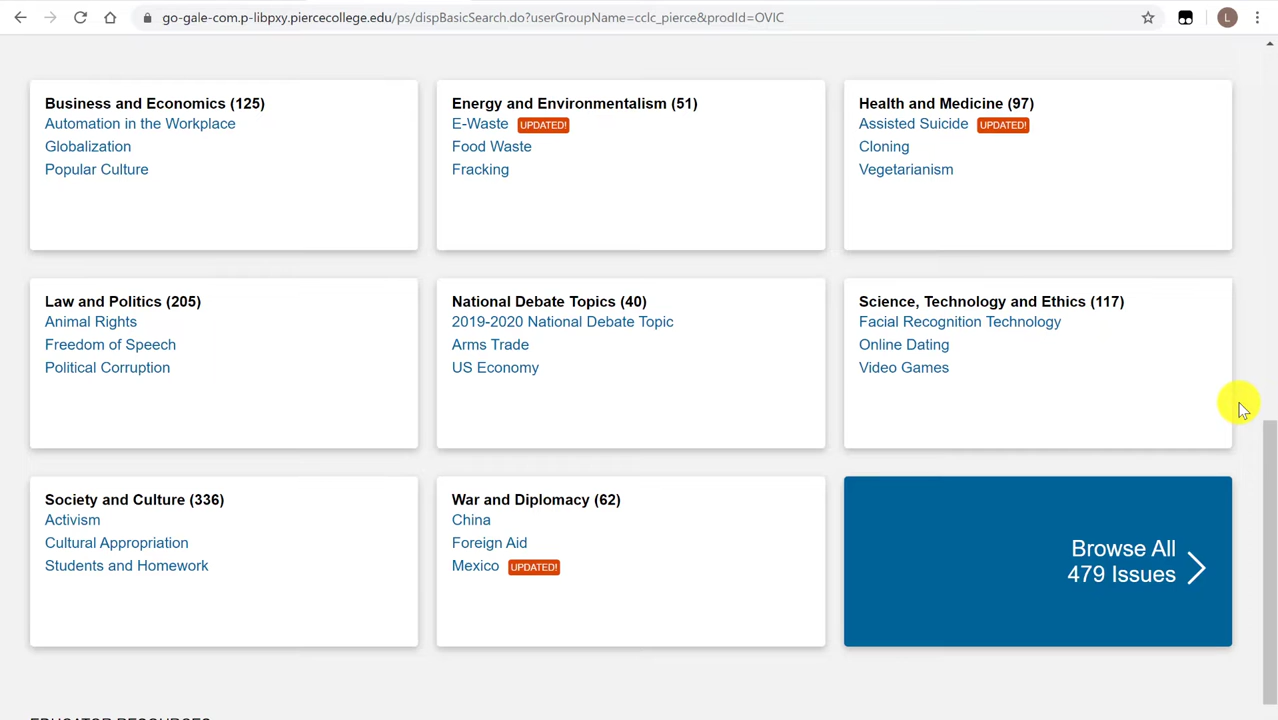 go-gale-com.p-libpxy.piercecollege.edu/ps/dispBasicSearch.do?userGroupName=cclc_pierce&prodId=OVIC
L
Business and Economics (125)
Automation in the Workplace
Globalization
Popular Culture
Energy and Environmentalism (51)
E-Waste UPDATED!
Food Waste
Fracking
Health and Medicine (97)
Assisted Suicide UPDATED!
Cloning
Vegetarianism
Law and Politics (205)
Animal Rights
Freedom of Speech
Political Corruption
National Debate Topics (40)
2019-2020 National Debate Topic
Arms Trade
US Economy
Science, Technology and Ethics (117)
Facial Recognition Technology
Online Dating
Video Games
Society and Culture (336)
Activism
Cultural Appropriation
Students and Homework
War and Diplomacy (62)
China
Foreign Aid
Mexico UPDATED!
Browse All
479 Issues
EDUCATOR RESOURCES